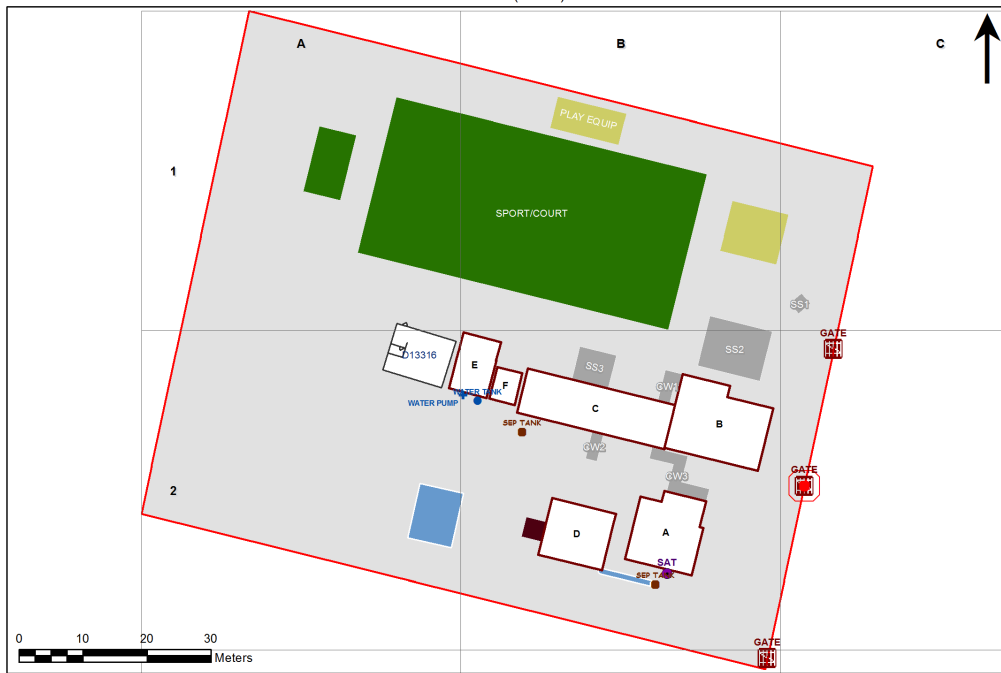 A
B
C
PLAY EQUIP
1
SPORT/COURT
SS1
GATE
SS2
D13316
E
SS3
F
GW1
WATER TANK
WATER PUMP
C
B
SEP TANK
GW2
GATE
CW3
2
D
A
SAT
SEP TANK
0 10 20 30
Meters
GATE